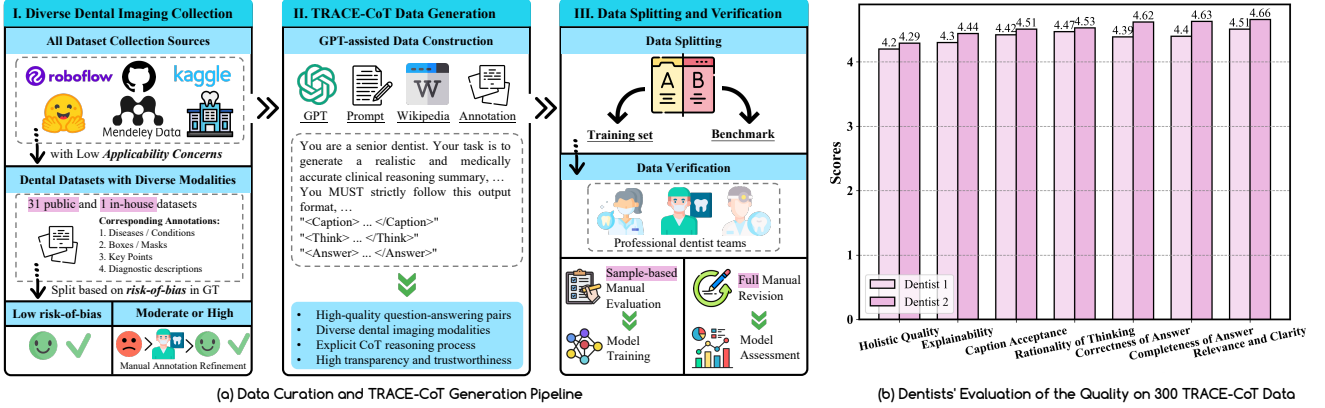 I. Diverse Dental Imaging Collection
All Dataset Collection Sources
roboflow
kaggle
Mendeley Data
with Low Applicability Concerns
Dental Datasets with Diverse Modalities
31 public and 1 in-house datasets
Corresponding Annotations:
1. Diseases / Conditions
2. Boxes / Masks
3. Key Points
4. Diagnostic descriptions
Split based on risk-of-bias in GT
Low risk-of-bias
Moderate or High
Manual Annotation Refinement
II. TRACE-CoT Data Generation
GPT-assisted Data Construction
W
GPT
Prompt
Wikipedia
Annotation
You are a senior dentist. Your task is to
generate a realistic and medically
accurate clinical reasoning summary, …
You MUST strictly follow this output
format, …
"<Caption> ... </Caption>"
"<Think> ... </Think>"
"<Answer> ... </Answer>"
• High-quality question-answering pairs
• Diverse dental imaging modalities
• Explicit CoT reasoning process
• High transparency and trustworthiness
III. Data Splitting and Verification
Data Splitting
A B
Training set
Benchmark
Data Verification
Professional dentist teams
Sample-based
Manual
Evaluation
Model
Training
Full Manual
Revision
Model
Assessment
(a) Data Curation and TRACE-CoT Generation Pipeline
Scores
4
3
2
1
0
4.2
4.29
4.3
4.44
4.42
4.51
4.47
4.53
4.39
4.62
4.4
4.63
4.51
4.66
Dentist 1
Dentist 2
Holistic Quality
Explainability
Caption Acceptance
Rationality of Thinking
Correctness of Answer
Completeness of Answer
Relevance and Clarity
(b) Dentists' Evaluation of the Quality on 300 TRACE-CoT Data